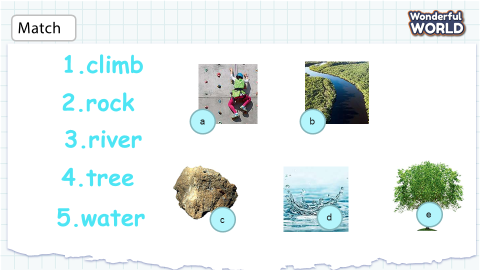 Match
Wonderful
WORLD
1.climb
2.rock
3.river
4.tree
5.water
a
b
c
d
e